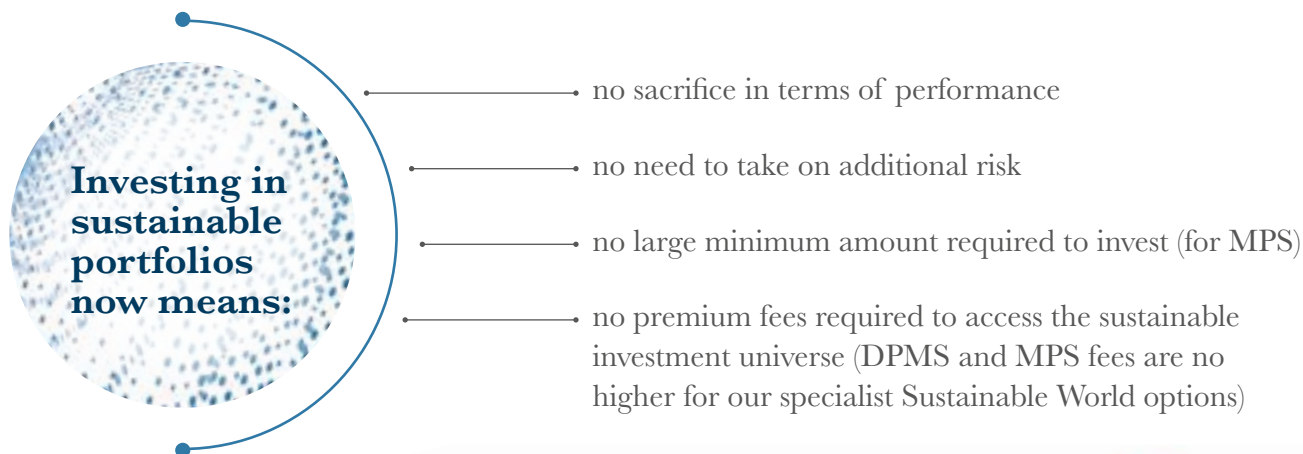 Investing in
sustainable
portfolios
now means:
no sacrifice in terms of performance
no need to take on additional risk
no large minimum amount required to invest (for MPS)
no premium fees required to access the sustainable
investment universe (DPMS and MPS fees are no
higher for our specialist Sustainable World options)